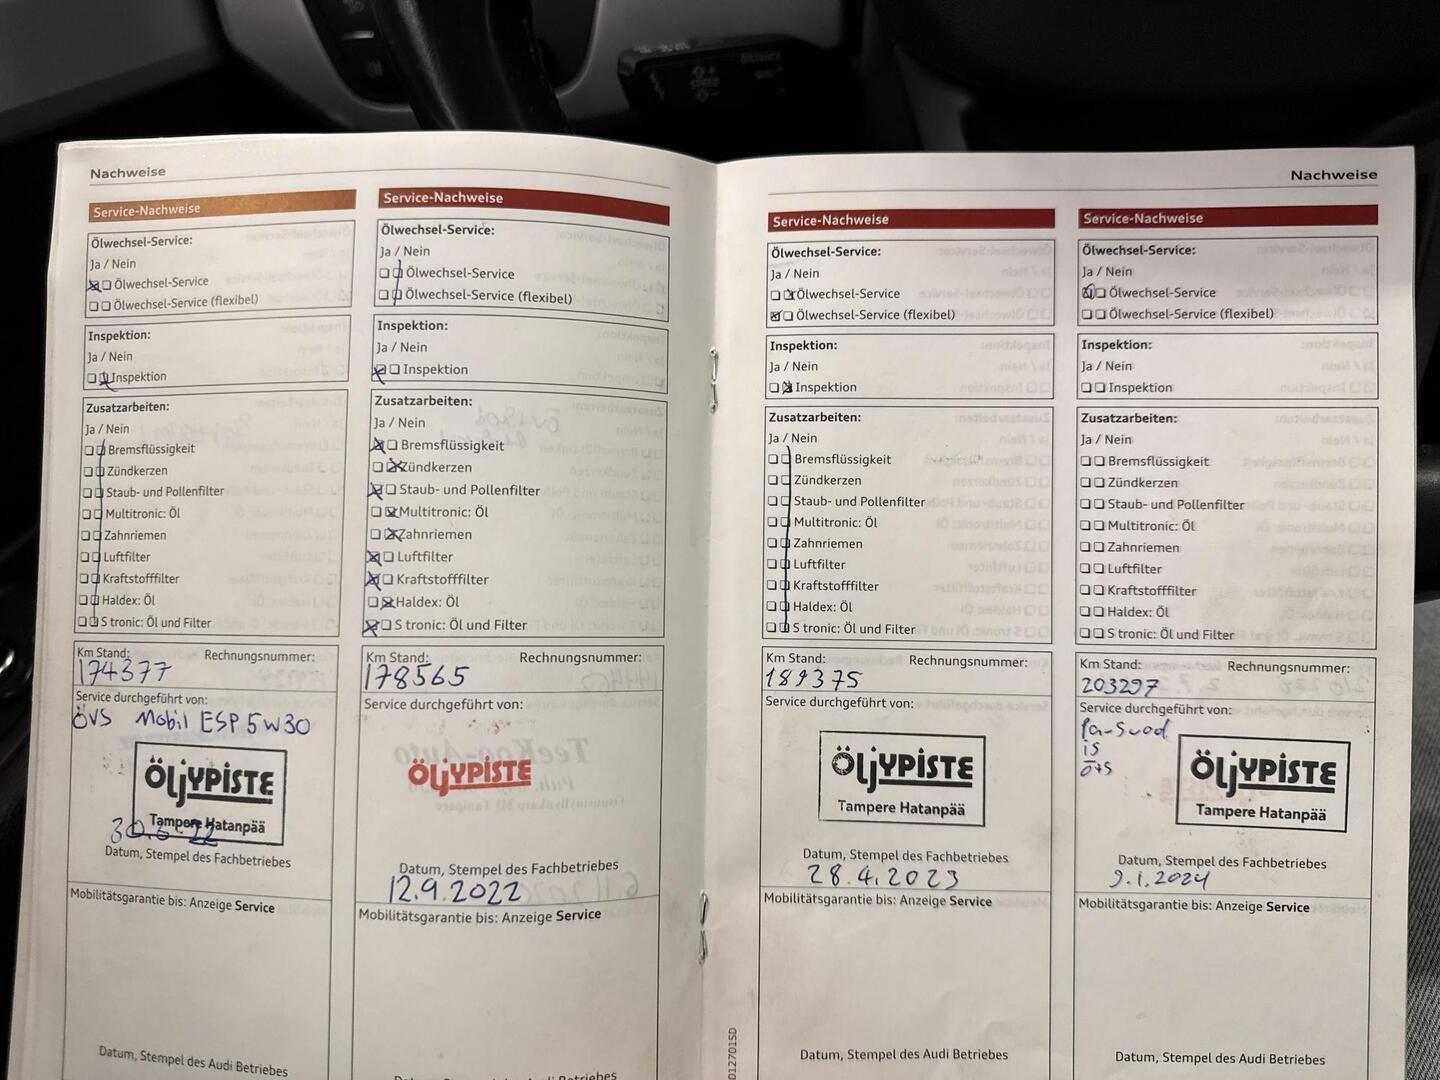 Nachweise
Service-Nachweise
Ölwechsel-Service:
Ja / Nein
Ölwechsel-Service
Ölwechsel-Service (flexibel)
Inspektion:
Ja / Nein
Inspektion
Zusatzarbeiten:
Ja / Nein
Bremsflüssigkeit
Zündkerzen
Staub- und Pollenfilter
Multitronic: Öl
Zahnriemen
Luftfilter
Kraftstofffilter
Haldex: Öl
S tronic: Öl und Filter
Km Stand: Rechnungsnummer:
174377
Service durchgeführt von:
ÖVS Mobil ESP 5W30
ÖljYPISTE
Tampere Hatanpää
30.6.22
Datum, Stempel des Fachbetriebes
Mobilitätsgarantie bis: Anzeige Service
Datum, Stempel des Audi Betriebes
Service-Nachweise
Ölwechsel-Service:
Ja / Nein
Ölwechsel-Service
Ölwechsel-Service (flexibel)
Inspektion:
Ja / Nein
Inspektion
Zusatzarbeiten:
Ja / Nein
Bremsflüssigkeit
Zündkerzen
Staub- und Pollenfilter
Multitronic: Öl
Zahnriemen
Luftfilter
Kraftstofffilter
Haldex: Öl
S tronic: Öl und Filter
Km Stand: Rechnungsnummer:
178565
Service durchgeführt von:
ÖljYPISTE
Datum, Stempel des Fachbetriebes
12.9.2022
Mobilitätsgarantie bis: Anzeige Service
Datum, Stempel des Audi Betriebes
Nachweise
Service-Nachweise
Ölwechsel-Service:
Ja / Nein
Ölwechsel-Service
Ölwechsel-Service (flexibel)
Inspektion:
Ja / Nein
Inspektion
Zusatzarbeiten:
Ja / Nein
Bremsflüssigkeit
Zündkerzen
Staub- und Pollenfilter
Multitronic: Öl
Zahnriemen
Luftfilter
Kraftstofffilter
Haldex: Öl
S tronic: Öl und Filter
Km Stand: Rechnungsnummer:
189375
Service durchgeführt von:
ÖljYPISTE
Tampere Hatanpää
Datum, Stempel des Fachbetriebes
28.4.2023
Mobilitätsgarantie bis: Anzeige Service
Datum, Stempel des Audi Betriebes
Service-Nachweise
Ölwechsel-Service:
Ja / Nein
Ölwechsel-Service
Ölwechsel-Service (flexibel)
Inspektion:
Ja / Nein
Inspektion
Zusatzarbeiten:
Ja / Nein
Bremsflüssigkeit
Zündkerzen
Staub- und Pollenfilter
Multitronic: Öl
Zahnriemen
Luftfilter
Kraftstofffilter
Haldex: Öl
S tronic: Öl und Filter
Km Stand: Rechnungsnummer:
203297
Service durchgeführt von:
ÖljYPISTE
Tampere Hatanpää
Datum, Stempel des Fachbetriebes
9.1.2024
Mobilitätsgarantie bis: Anzeige Service
Datum, Stempel des Audi Betriebes
012701SD